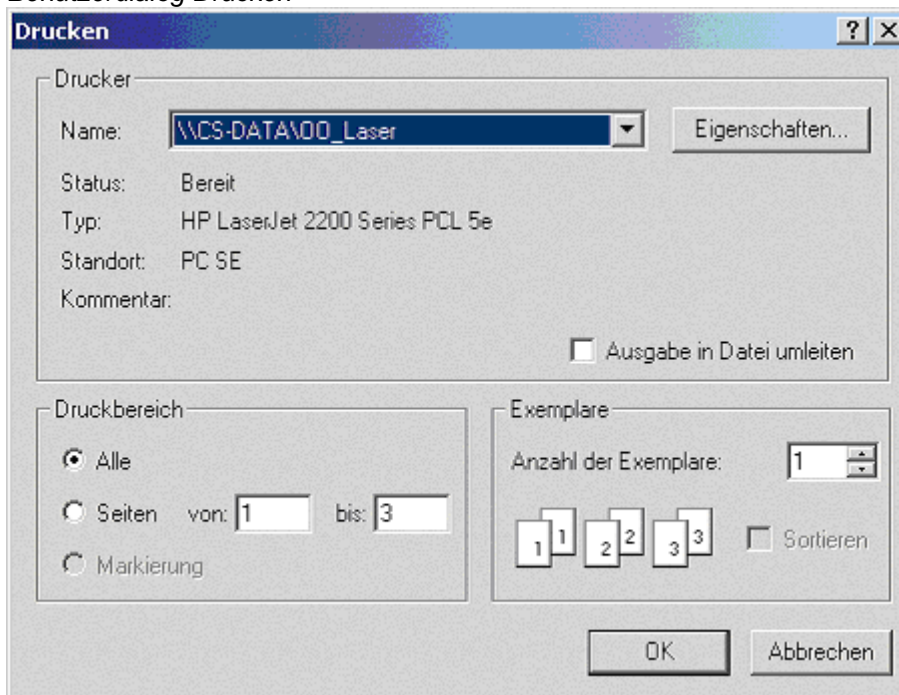 Benutzerdialog Drucken
Drucken
Drucker
Name: \\CS-DATA\OO_Laser Eigenschaften...
Status: Bereit
Typ: HP LaserJet 2200 Series PCL 5e
Standort: PC SE
Kommentar:
Ausgabe in Datei umleiten
Druckbereich
Alle
Seiten von: 1 bis: 3
Markierung
Exemplare
Anzahl der Exemplare: 1
1 1 2 2 3 3 Sortieren
OK Abbrechen